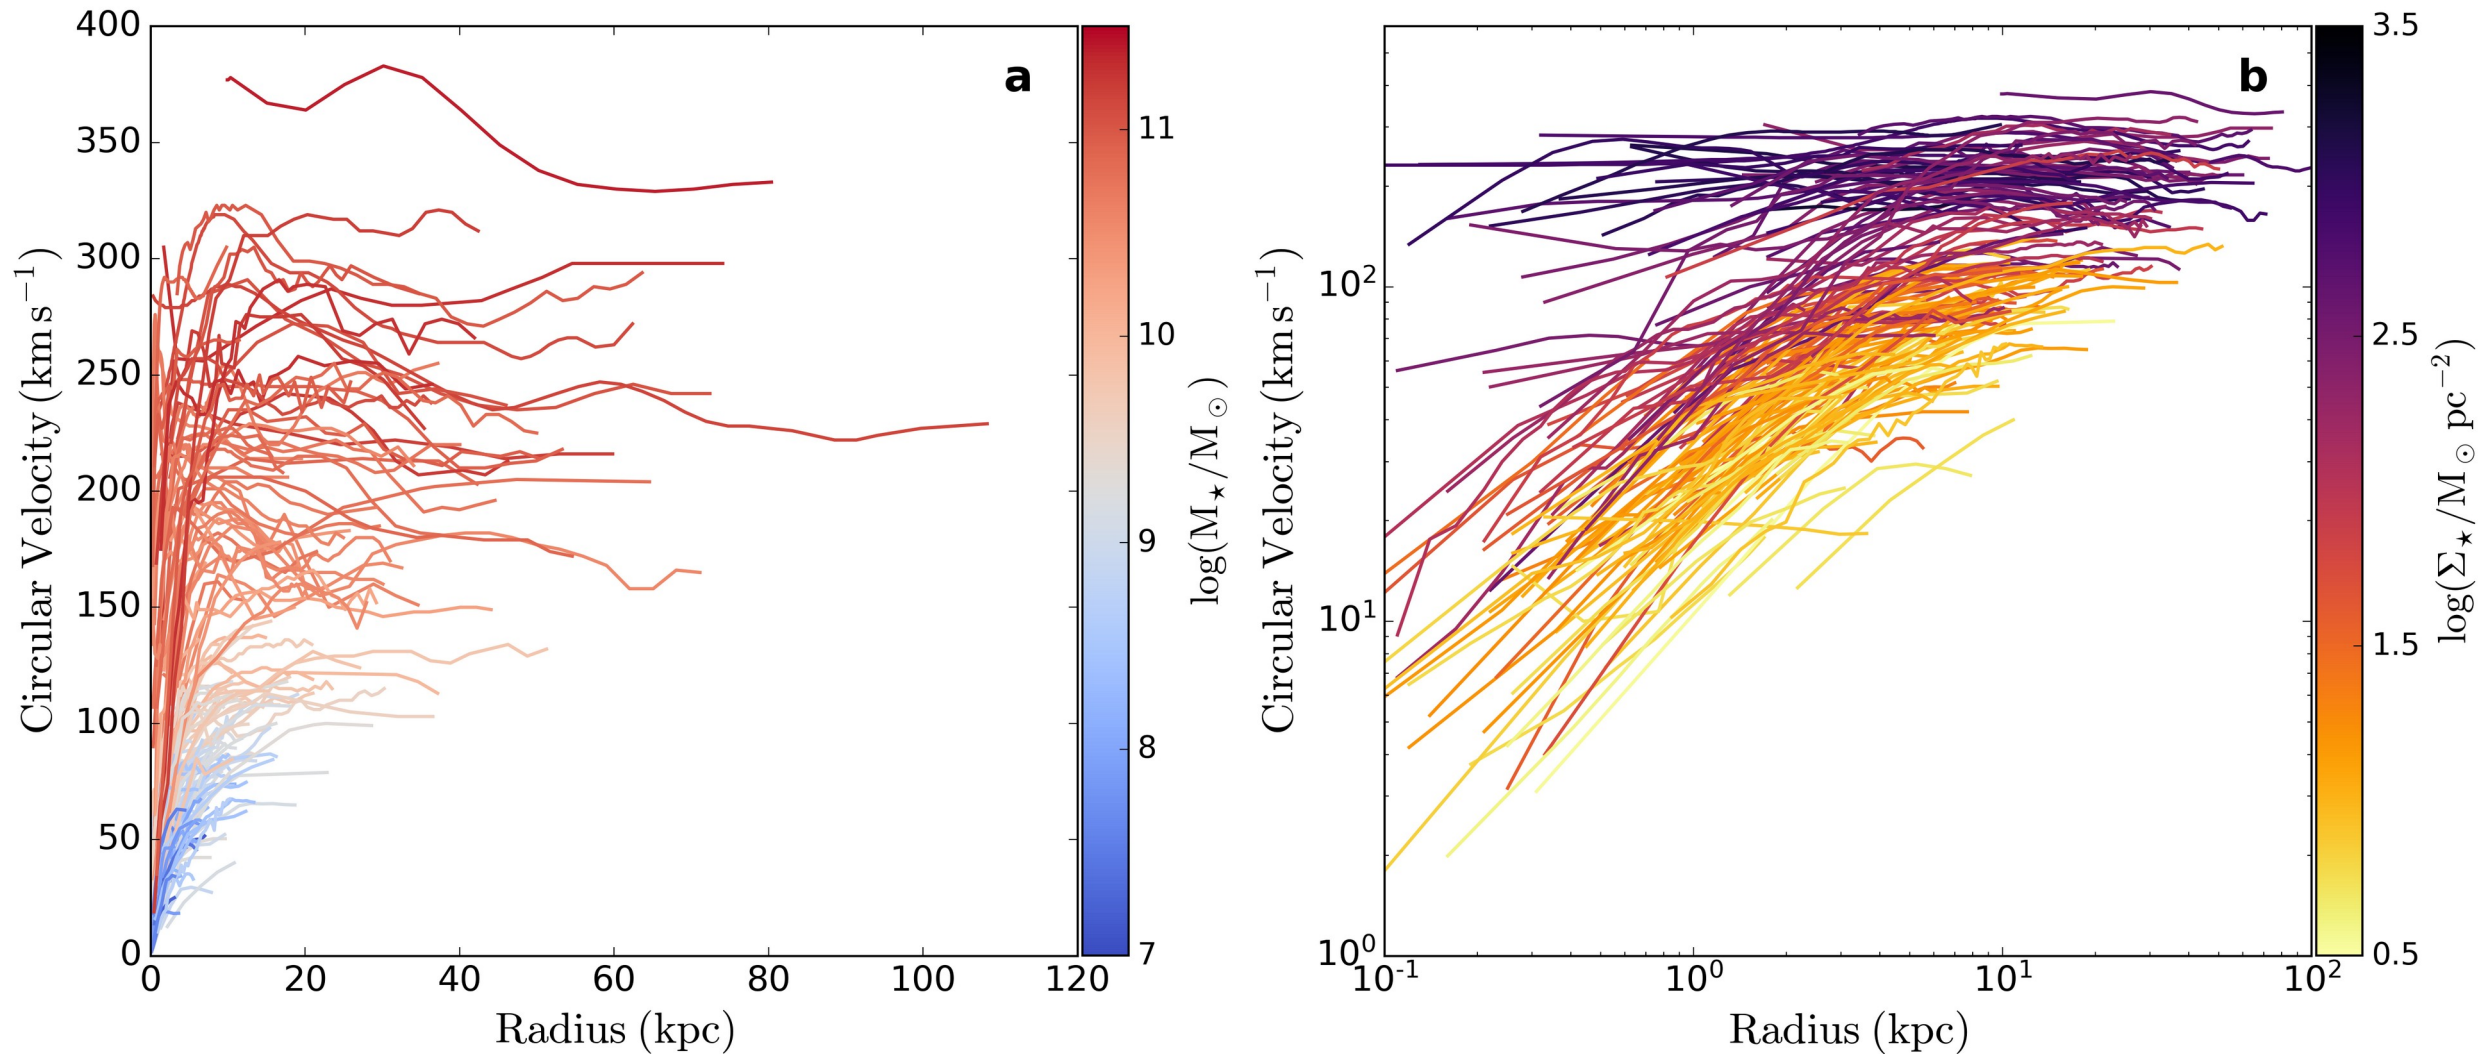 a
Circular Velocity (km s⁻¹)
400
350
300
250
200
150
100
50
0
0 20 40 60 80 100 120
Radius (kpc)
11
10
9
8
7
log(M⋆/M⊙)
b
Circular Velocity (km s⁻¹)
10²
10¹
10⁰
10⁻¹ 10⁰ 10¹ 10²
Radius (kpc)
3.5
2.5
1.5
0.5
log(Σ⋆/M⊙ pc⁻²)